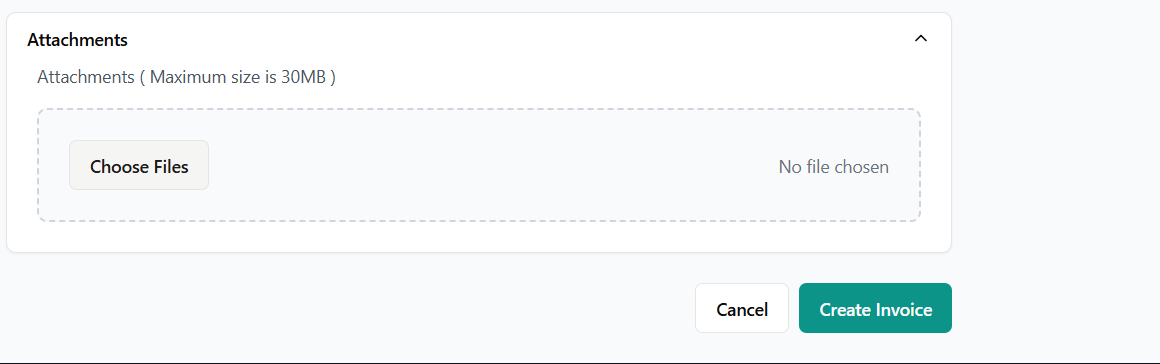 Attachments
Attachments ( Maximum size is 30MB )
Choose Files
No file chosen
Cancel
Create Invoice